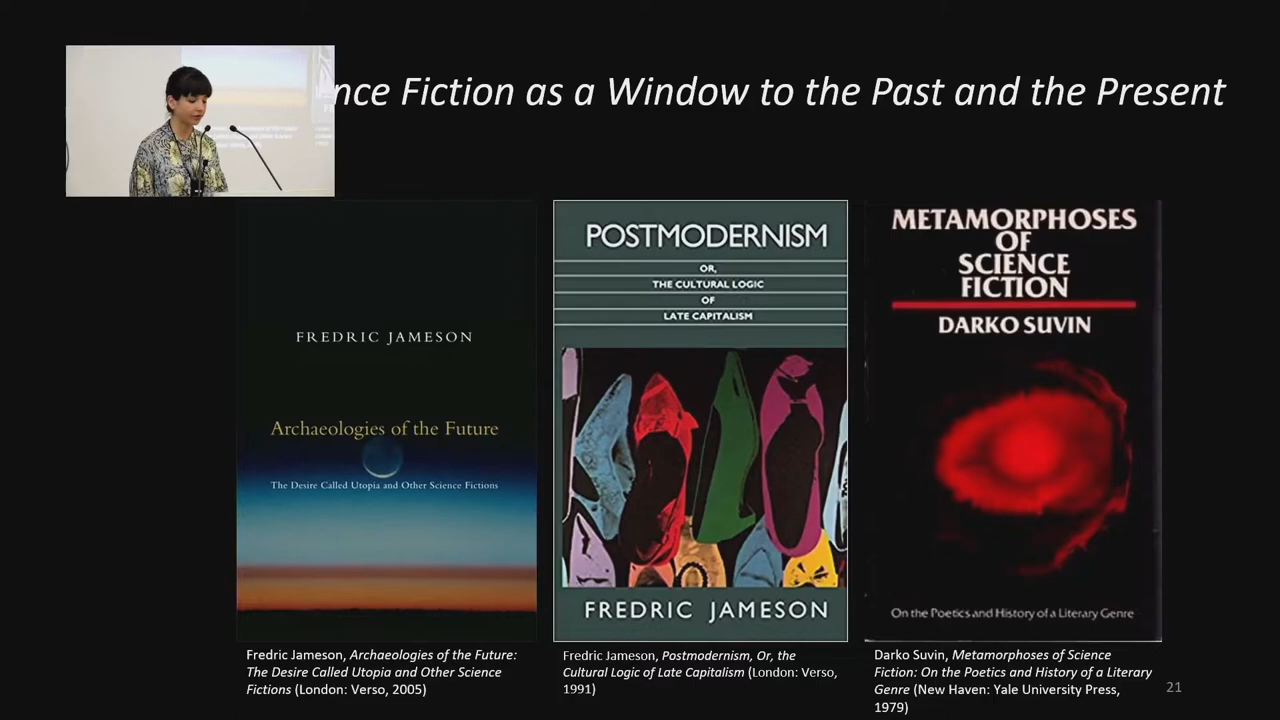 nce Fiction as a Window to the Past and the Present
FREDRIC JAMESON
Archaeologies of the Future
The Desire Called Utopia and Other Science Fictions
POSTMODERNISM
OR,
THE CULTURAL LOGIC
OF
LATE CAPITALISM
FREDRIC JAMESON
METAMORPHOSES
OF
SCIENCE
FICTION
DARKO SUVIN
On the Poetics and History of a Literary Genre
Fredric Jameson, Archaeologies of the Future:
The Desire Called Utopia and Other Science
Fictions (London: Verso, 2005)
Fredric Jameson, Postmodernism, Or, the
Cultural Logic of Late Capitalism (London: Verso,
1991)
Darko Suvin, Metamorphoses of Science
Fiction: On the Poetics and History of a Literary
Genre (New Haven: Yale University Press,
1979)
21